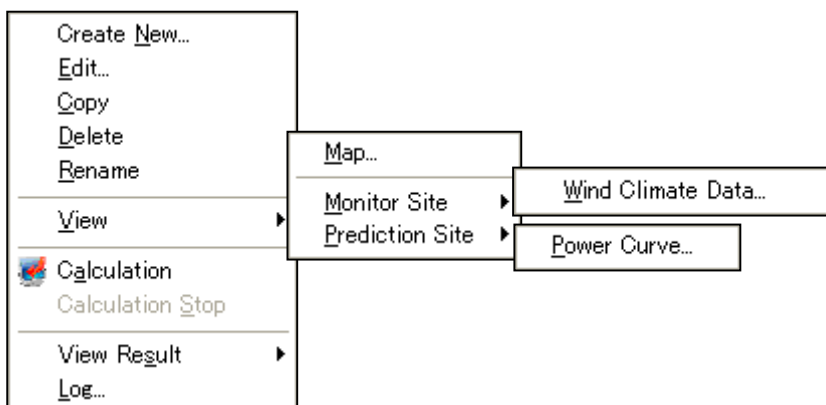 Create New...
Edit...
Copy
Delete
Rename
View
Calculation
Calculation Stop
View Result
Log...
Map...
Monitor Site
Prediction Site
Wind Climate Data...
Power Curve...